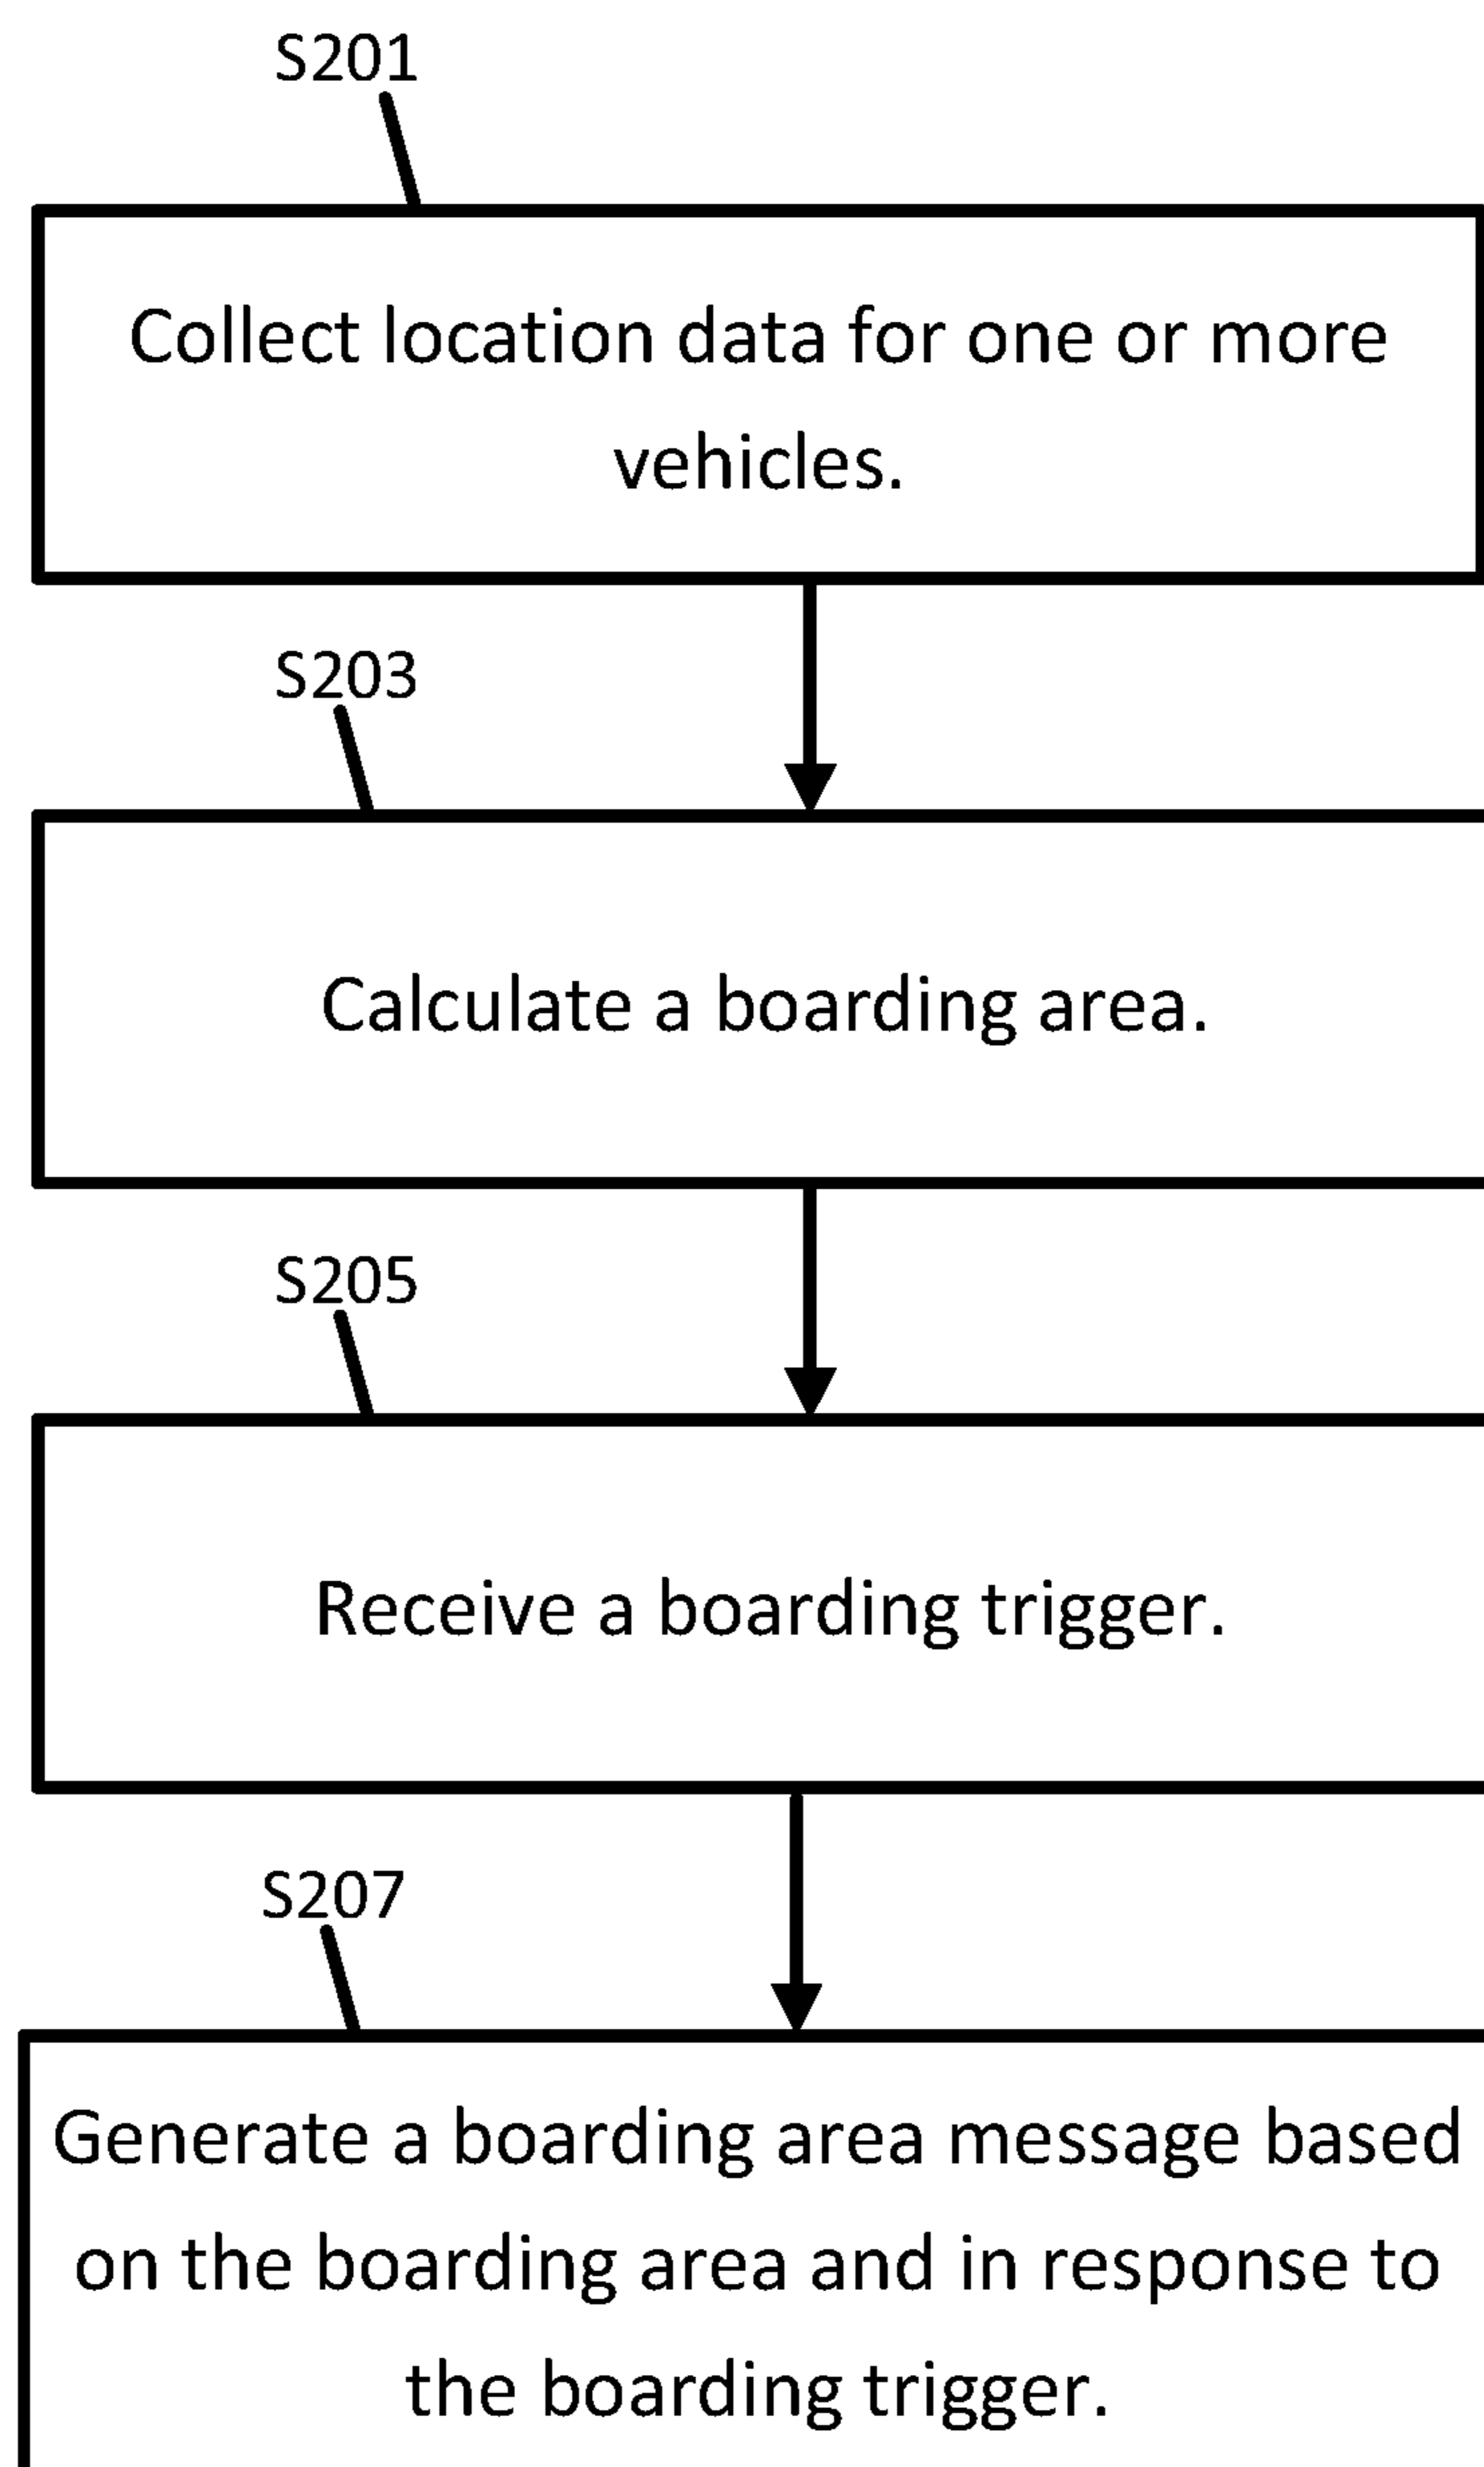 S201
Collect location data for one or more
vehicles.
S203
Calculate a boarding area.
S205
Receive a boarding trigger.
S207
Generate a boarding area message based
on the boarding area and in response to
the boarding trigger.